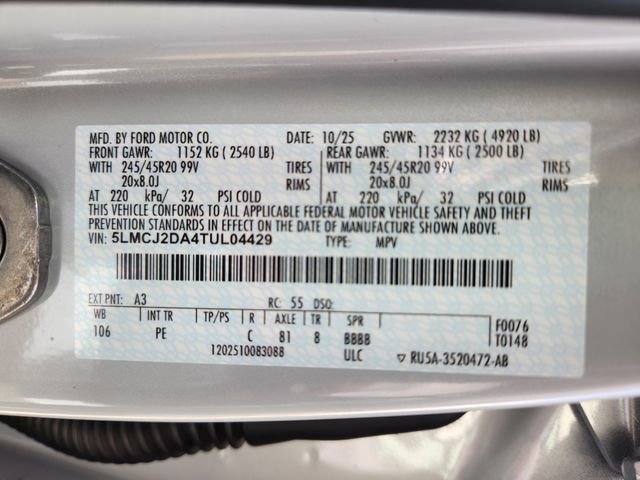 MFD. BY FORD MOTOR CO. DATE: 10/25 GVWR: 2232 KG ( 4920 LB)
FRONT GAWR: 1152 KG ( 2540 LB) REAR GAWR: 1134 KG ( 2500 LB)
WITH 245/45R20 99V TIRES WITH 245/45R20 99V TIRES
20x8.0J RIMS 20x8.0J RIMS
AT 220 kPa/ 32 PSI COLD AT 220 kPa/ 32 PSI COLD
THIS VEHICLE CONFORMS TO ALL APPLICABLE FEDERAL MOTOR VEHICLE SAFETY AND THEFT
PREVENTION STANDARDS IN EFFECT ON THE DATE OF MANUFACTURE SHOWN ABOVE.
VIN: 5LMCJ2DA4TUL04429 TYPE: MPV
EXT PNT: A3 RC: 55 DSO:
WB INT TR TP/PS R AXLE TR SPR F0076
106 PE C 81 8 BBBB T0148
1202510083088 ULC ▽ RU5A-3520472-AB